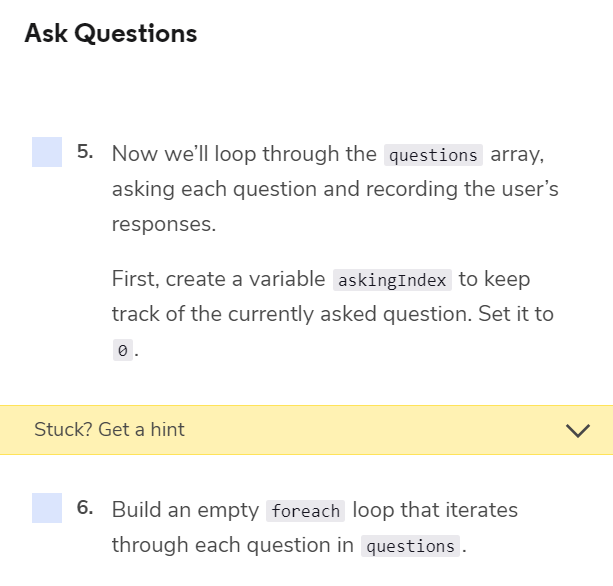 Ask Questions
5. Now we’ll loop through the questions array,
asking each question and recording the user’s
responses.
First, create a variable askingIndex to keep
track of the currently asked question. Set it to
0.
Stuck? Get a hint
6. Build an empty foreach loop that iterates
through each question in questions.